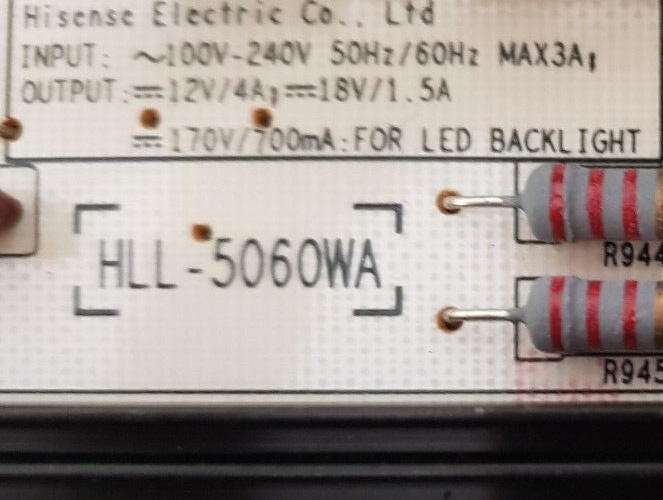 Hisense Electric Co., Ltd
INPUT: ～100V-240V 50Hz/60Hz MAX3A;
OUTPUT:⎓12V/4A;⎓18V/1.5A
⎓170V/700mA:FOR LED BACKLIGHT
HLL-5060WA
R944
R945